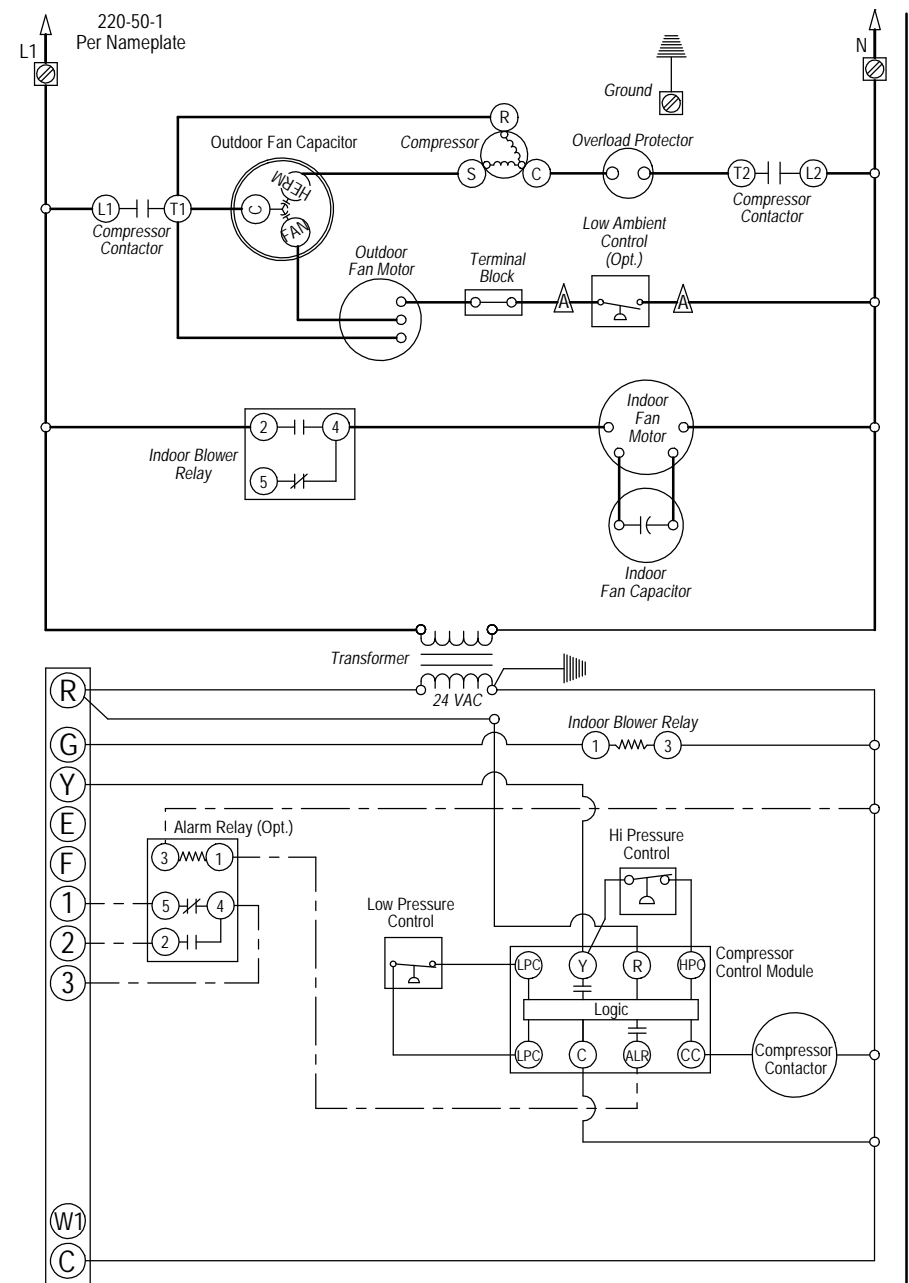 220-50-1
Per Nameplate
L1
N
Ground
R
Outdoor Fan Capacitor
Compressor
Overload Protector
HERM
S
C
T2
L2
L1
T1
C
FAN
Compressor
Contactor
Compressor
Contactor
Low Ambient
Control
(Opt.)
Outdoor
Fan Motor
Terminal
Block
A
A
Indoor
Fan
Motor
2
4
Indoor Blower
Relay
5
Indoor
Fan Capacitor
Transformer
24 VAC
R
Indoor Blower Relay
G
1
3
Y
E
Alarm Relay (Opt.)
Hi Pressure
Control
F
3
1
1
5
4
Low Pressure
Control
2
2
3
LPC
Y
R
HPC
Compressor
Control Module
Logic
LPC
C
ALR
CC
Compressor
Contactor
W1
C